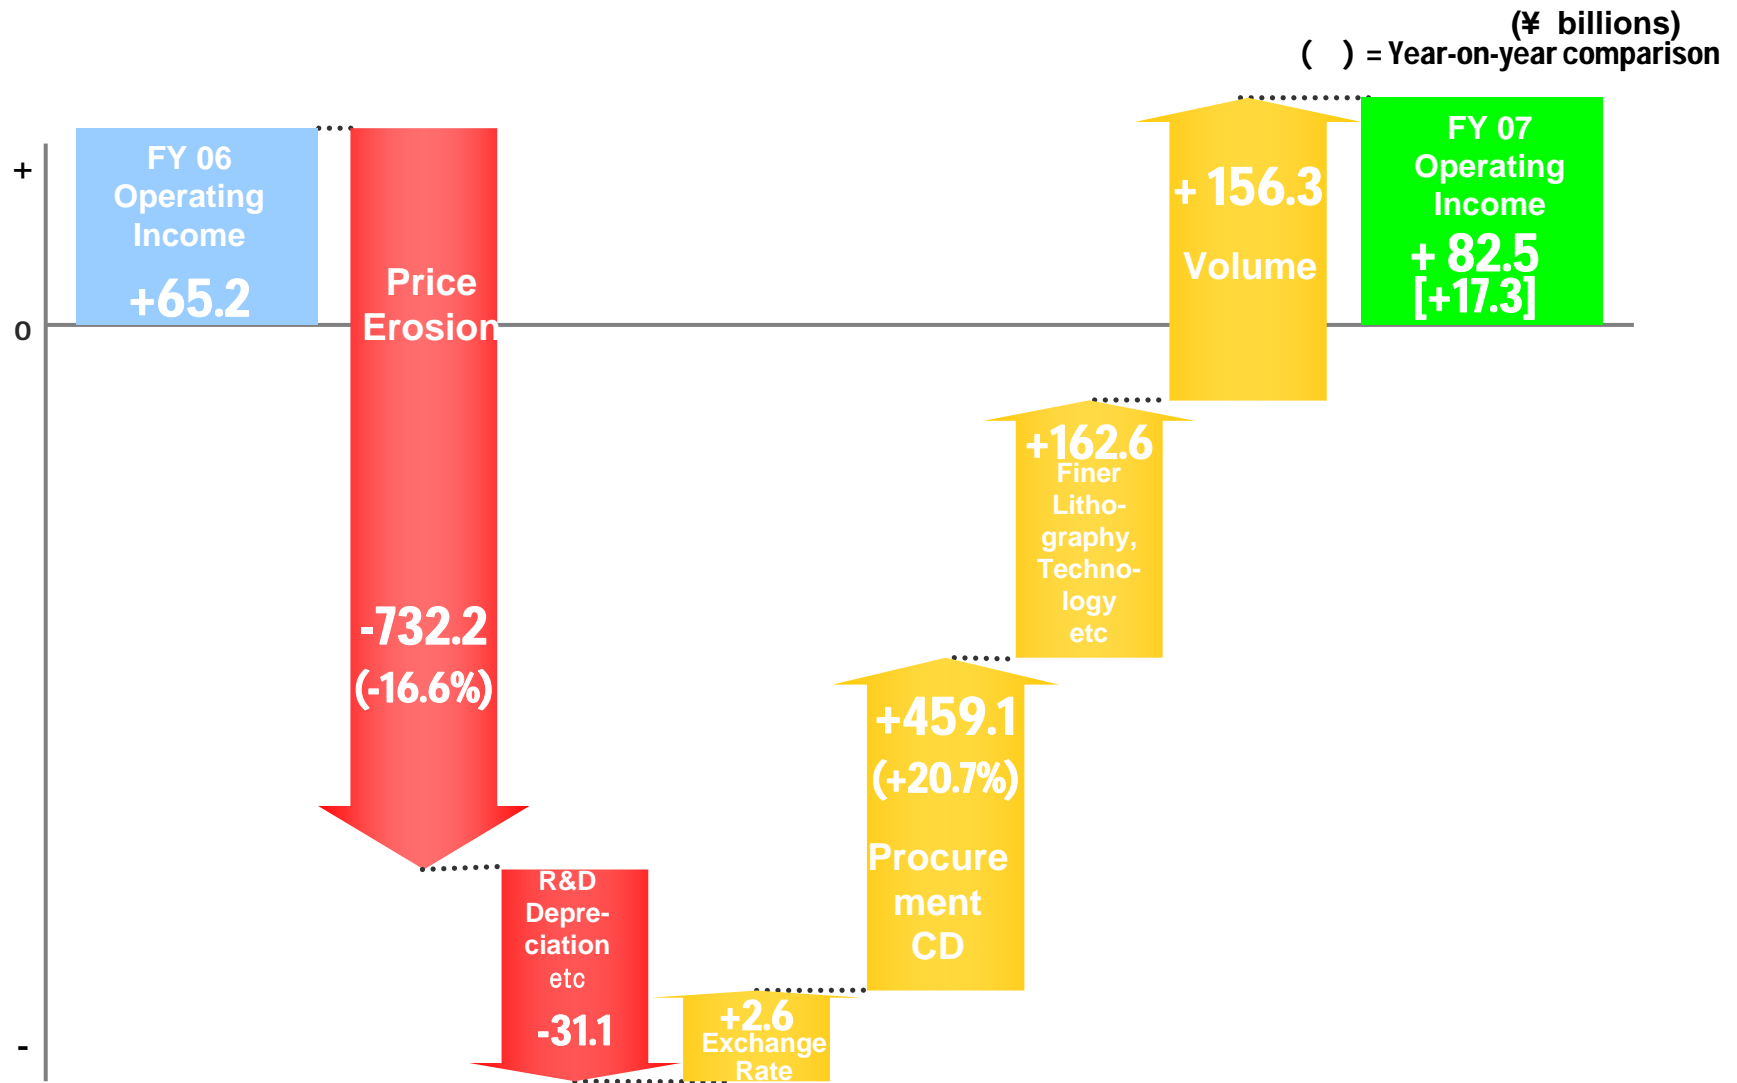 (¥ billions)
( ) = Year-on-year comparison
+
0
-
FY 06
Operating
Income
+65.2
Price
Erosion
-732.2
(-16.6%)
R&D
Depre-
ciation
etc
-31.1
+2.6
Exchange
Rate
+459.1
(+20.7%)
Procure
ment
CD
+162.6
Finer
Litho-
graphy,
Techno-
logy
etc
+ 156.3
Volume
FY 07
Operating
Income
+ 82.5
[+17.3]